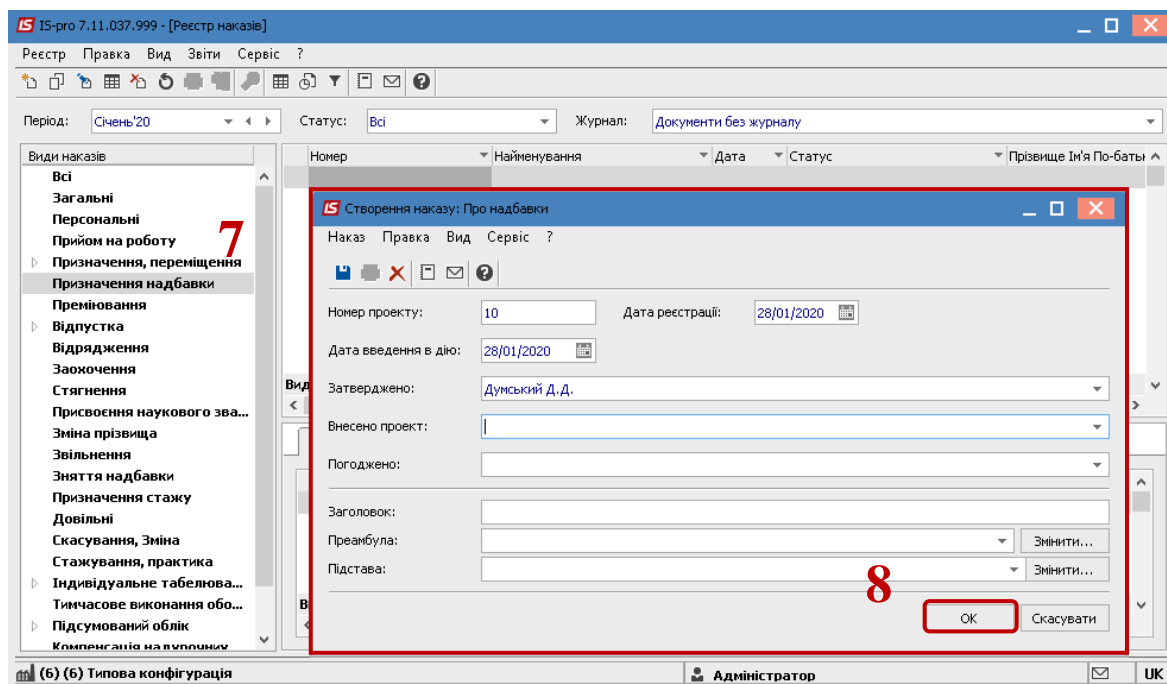 IS-pro 7.11.037.999 - [Реєстр наказів]
Реєстр Правка Вид Звіти Сервіс ?
Період: Січень'20 Статус: Всі Журнал: Документи без журналу
Види наказів
Номер Найменування Дата Статус Прізвище Ім'я По-батьк
Всі
Загальні
Персональні
Прийом на роботу
7
Призначення, переміщення
Призначення надбавки
Преміювання
Відпустка
Відрядження
Заохочення
Стягнення
Присвоєння наукового зва...
Зміна прізвища
Звільнення
Зняття надбавки
Призначення стажу
Довільні
Скасування, Зміна
Стажування, практика
Індивідуальне табелюва...
Тимчасове виконання обо...
Підсумований облік
Компенсація надурочних
Вид
В
Створення наказу: Про надбавки
Наказ Правка Вид Сервіс ?
Номер проекту: 10 Дата реєстрації: 28/01/2020
Дата введення в дію: 28/01/2020
Затверджено: Думський Д.Д.
Внесено проект:
Погоджено:
Заголовок:
Преамбула: Змінити...
Підстава: Змінити...
8
ОК Скасувати
(6) (6) Типова конфігурація Адміністратор UK